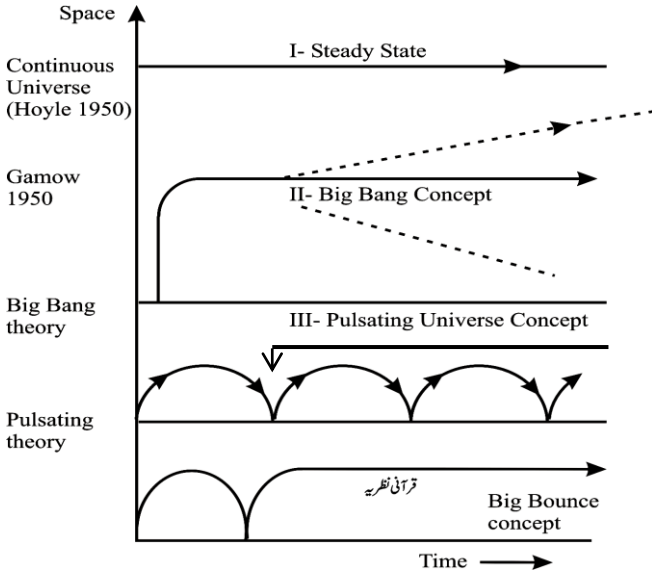 Space
I- Steady State
Continuous
Universe
(Hoyle 1950)
Gamow
1950
II- Big Bang Concept
Big Bang
theory
III- Pulsating Universe Concept
Pulsating
theory
قرآنی نظریہ
Big Bounce
concept
Time